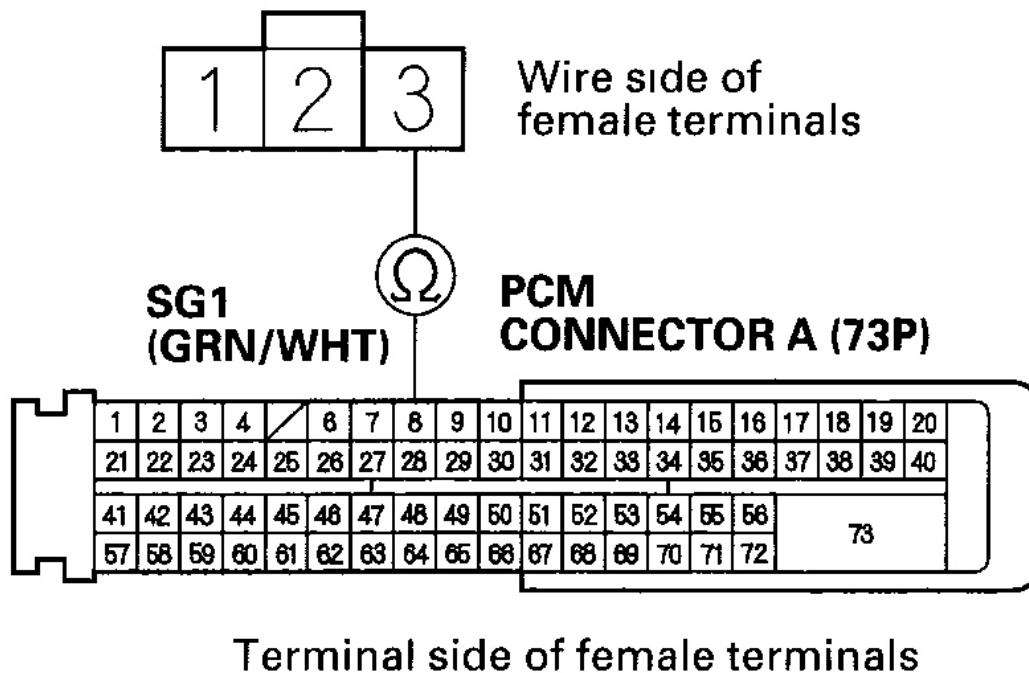 1 2 3
Wire side of
female terminals
Ω
SG1
(GRN/WHT)
PCM
CONNECTOR A (73P)
1 2 3 4 6 7 8 9 10 11 12 13 14 15 16 17 18 19 20
21 22 23 24 25 26 27 28 29 30 31 32 33 34 35 36 37 38 39 40
41 42 43 44 45 46 47 48 49 50 51 52 53 54 55 56
73
57 58 59 60 61 62 63 64 65 66 67 68 69 70 71 72
Terminal side of female terminals